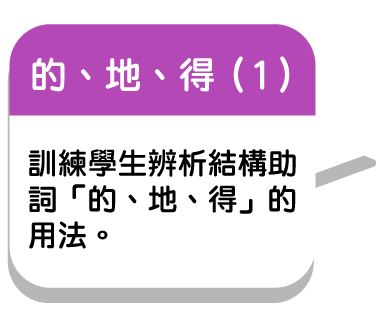 的、地、得（1）
訓練學生辨析結構助
詞「的、地、得」的
用法。